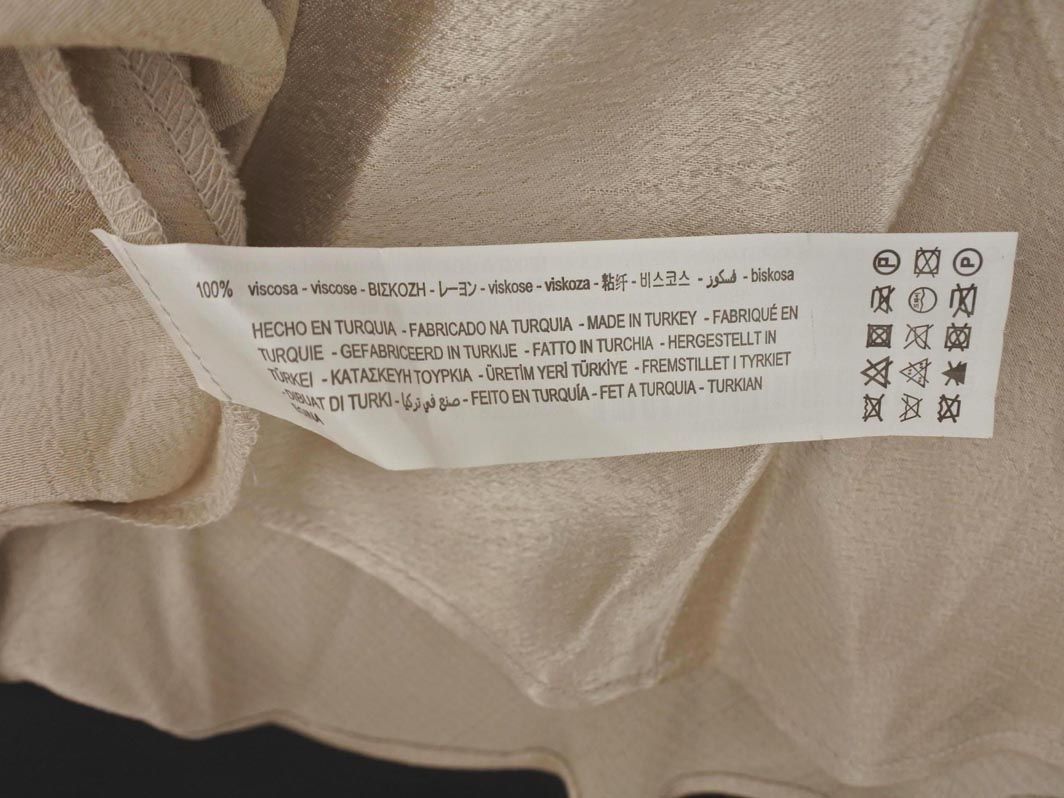 100% viscosa - viscose - ΒΙΣΚΟΖΗ - レーヨン - viskose - viskoza - 粘纤 - 비스코스 - فسكوز - biskosa
HECHO EN TURQUIA - FABRICADO NA TURQUIA - MADE IN TURKEY - FABRIQUÉ EN
TURQUIE - GEFABRICEERD IN TURKIJE - FATTO IN TURCHIA - HERGESTELLT IN
TÜRKEI - ΚΑΤΑΣΚΕΥΗ ΤΟΥΡΚΙΑ - ÜRETİM YERİ TÜRKİYE - FREMSTILLET I TYRKIET
- DIBUAT DI TURKI - صنع في تركيا - FEITO EN TURQUÍA - FET A TURQUIA - TURKIAN
P P